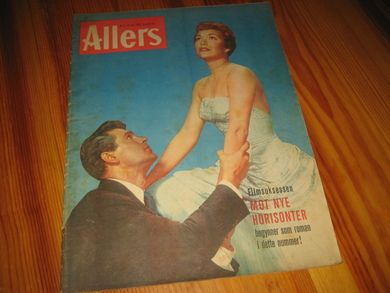 Allers
Filmsuksessen
MOT NYE
HORISONTER
begynner som roman
i dette nummer!